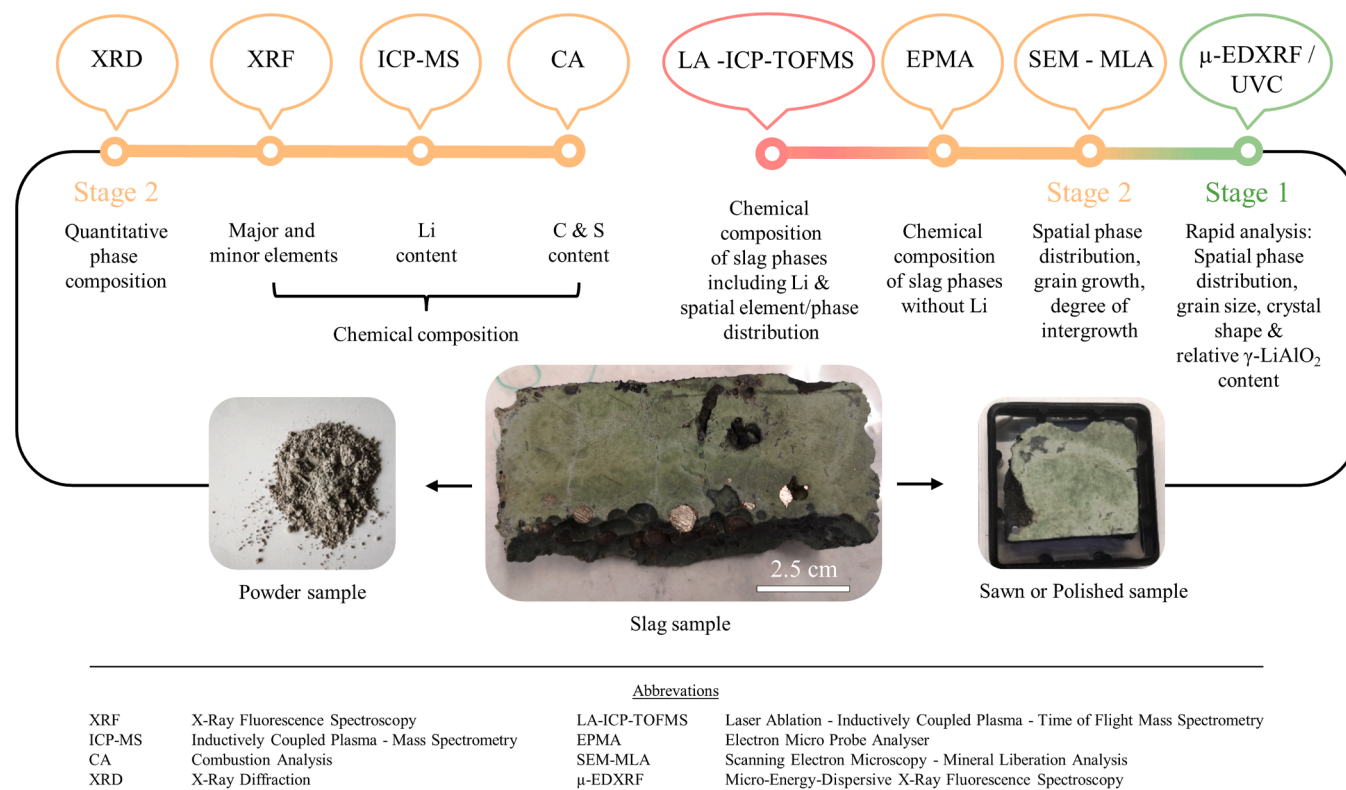 XRD
XRF
ICP-MS
CA
LA -ICP-TOFMS
EPMA
SEM - MLA
µ-EDXRF /
UVC
Stage 2
Quantitative
phase
composition
Major and
minor elements
Li
content
C & S
content
Chemical composition
Chemical
composition
of slag phases
including Li &
spatial element/phase
distribution
Chemical
composition
of slag phases
without Li
Stage 2
Spatial phase
distribution,
grain growth,
degree of
intergrowth
Stage 1
Rapid analysis:
Spatial phase
distribution,
grain size, crystal
shape &
relative γ-LiAlO₂
content
2.5 cm
Powder sample
Slag sample
Sawn or Polished sample
Abbrevations
XRF X-Ray Fluorescence Spectroscopy
ICP-MS Inductively Coupled Plasma - Mass Spectrometry
CA Combustion Analysis
XRD X-Ray Diffraction
LA-ICP-TOFMS Laser Ablation - Inductively Coupled Plasma - Time of Flight Mass Spectrometry
EPMA Electron Micro Probe Analyser
SEM-MLA Scanning Electron Microscopy - Mineral Liberation Analysis
µ-EDXRF Micro-Energy-Dispersive X-Ray Fluorescence Spectroscopy